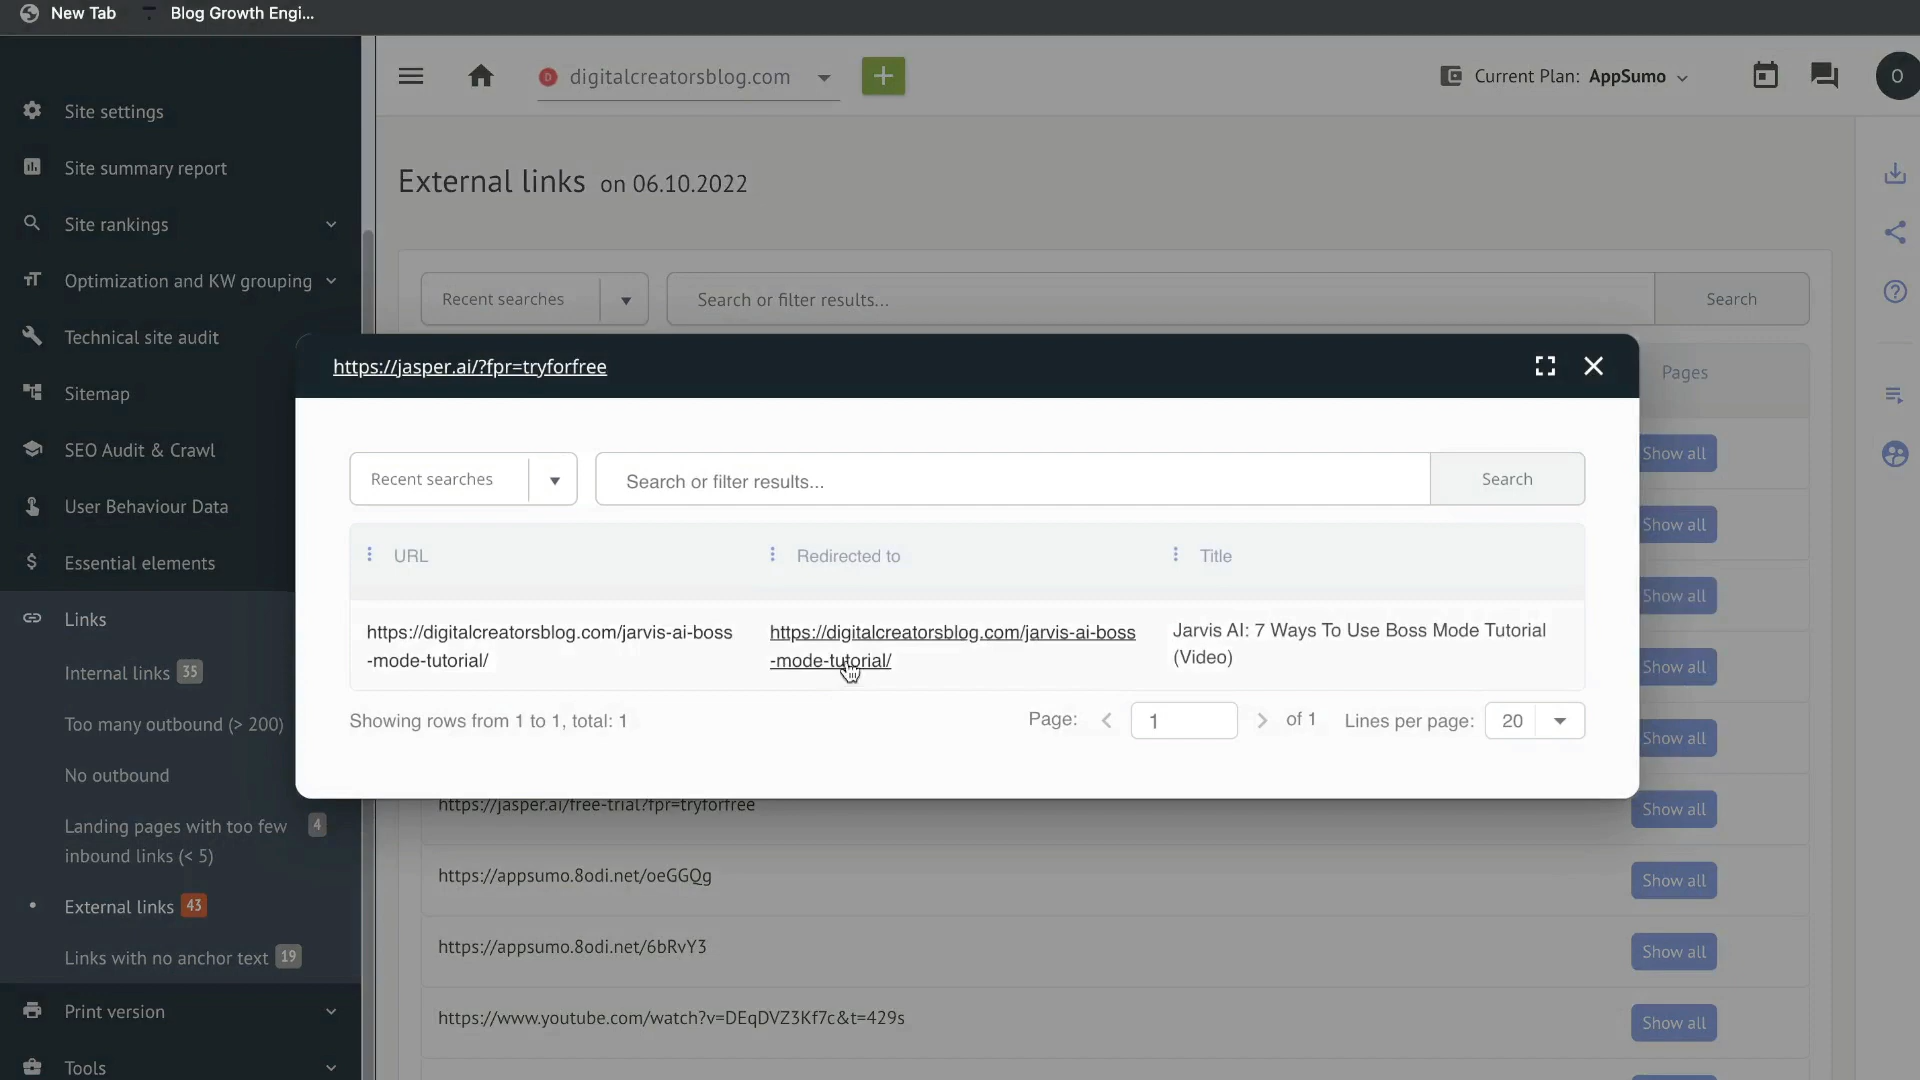 New Tab
Blog Growth Engi...
digitalcreatorsblog.com
Current Plan: AppSumo
O
Site settings
Site summary report
Site rankings
Optimization and KW grouping
Technical site audit
Sitemap
SEO Audit & Crawl
User Behaviour Data
Essential elements
Links
Internal links 35
Too many outbound (> 200)
No outbound
Landing pages with too few 4
inbound links (< 5)
External links 43
Links with no anchor text 19
Print version
Tools
External links on 06.10.2022
Recent searches
Search or filter results...
Search
Pages
https://jasper.ai/?fpr=tryforfree
Recent searches
Search or filter results...
Search
URL
Redirected to
Title
https://digitalcreatorsblog.com/jarvis-ai-boss
-mode-tutorial/
https://digitalcreatorsblog.com/jarvis-ai-boss
-mode-tutorial/
Jarvis AI: 7 Ways To Use Boss Mode Tutorial
(Video)
Showing rows from 1 to 1, total: 1
Page: 1 of 1
Lines per page: 20
Show all
Show all
Show all
Show all
Show all
https://jasper.ai/free-trial?fpr=tryforfree
Show all
https://appsumo.8odi.net/oeGGQg
Show all
https://appsumo.8odi.net/6bRvY3
Show all
https://www.youtube.com/watch?v=DEqDVZ3Kf7c&t=429s
Show all